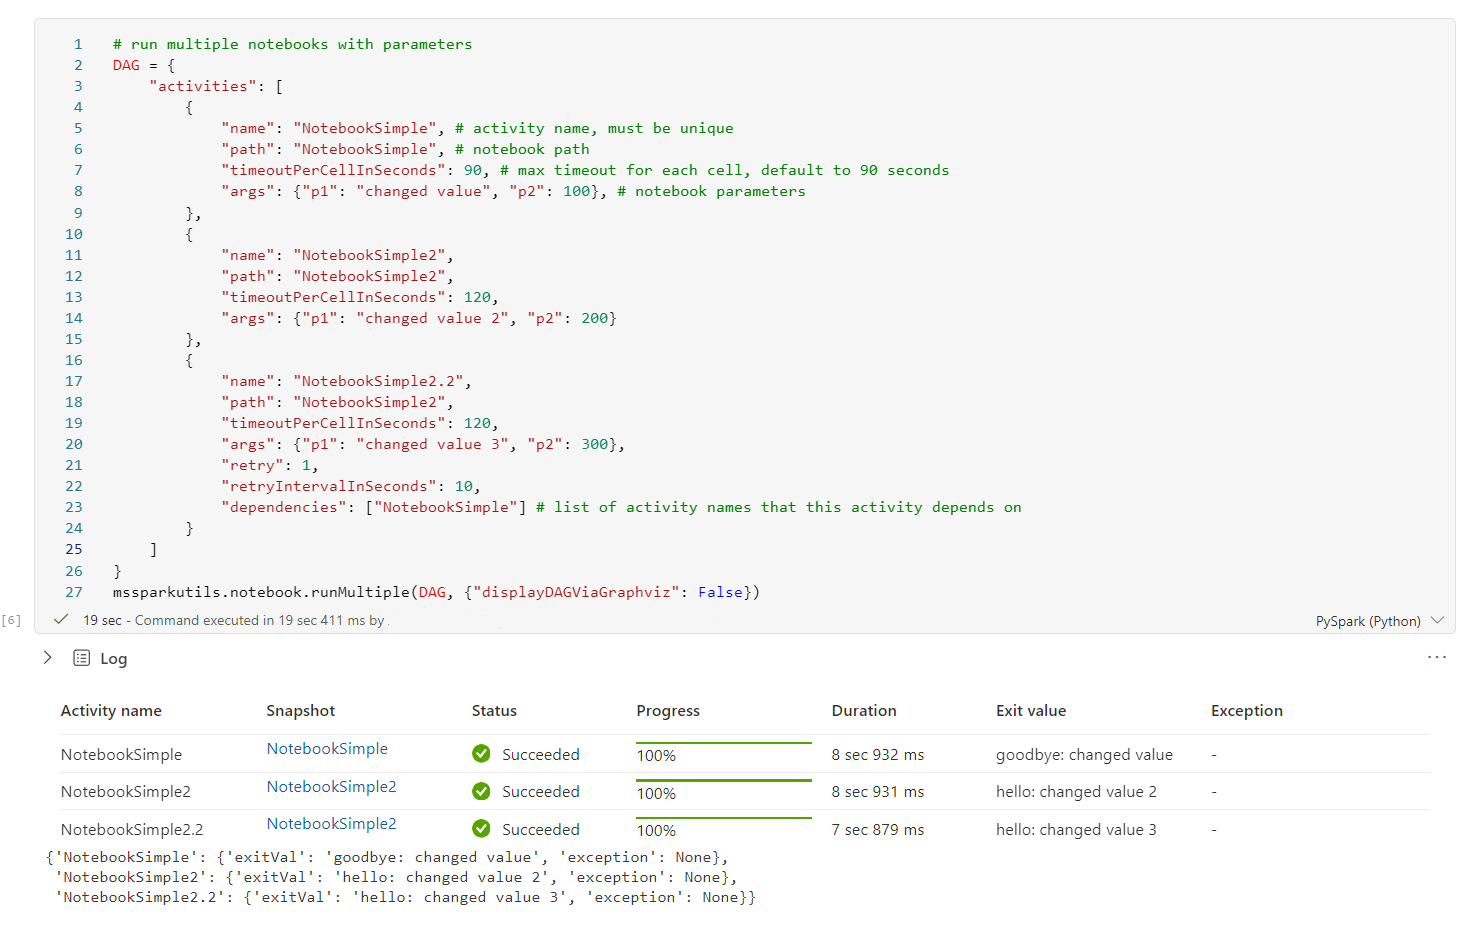 1 # run multiple notebooks with parameters
2 DAG = {
3     "activities": [
4         {
5             "name": "NotebookSimple", # activity name, must be unique
6             "path": "NotebookSimple", # notebook path
7             "timeoutPerCellInSeconds": 90, # max timeout for each cell, default to 90 seconds
8             "args": {"p1": "changed value", "p2": 100}, # notebook parameters
9         },
10         {
11             "name": "NotebookSimple2",
12             "path": "NotebookSimple2",
13             "timeoutPerCellInSeconds": 120,
14             "args": {"p1": "changed value 2", "p2": 200}
15         },
16         {
17             "name": "NotebookSimple2.2",
18             "path": "NotebookSimple2",
19             "timeoutPerCellInSeconds": 120,
20             "args": {"p1": "changed value 3", "p2": 300},
21             "retry": 1,
22             "retryIntervalInSeconds": 10,
23             "dependencies": ["NotebookSimple"] # list of activity names that this activity depends on
24         }
25     ]
26 }
27 mssparkutils.notebook.runMultiple(DAG, {"displayDAGViaGraphviz": False})
[6] 19 sec - Command executed in 19 sec 411 ms by PySpark (Python)
Log
Activity name Snapshot Status Progress Duration Exit value Exception
NotebookSimple NotebookSimple Succeeded 100% 8 sec 932 ms goodbye: changed value -
NotebookSimple2 NotebookSimple2 Succeeded 100% 8 sec 931 ms hello: changed value 2 -
NotebookSimple2.2 NotebookSimple2 Succeeded 100% 7 sec 879 ms hello: changed value 3 -
{'NotebookSimple': {'exitVal': 'goodbye: changed value', 'exception': None},
 'NotebookSimple2': {'exitVal': 'hello: changed value 2', 'exception': None},
 'NotebookSimple2.2': {'exitVal': 'hello: changed value 3', 'exception': None}}